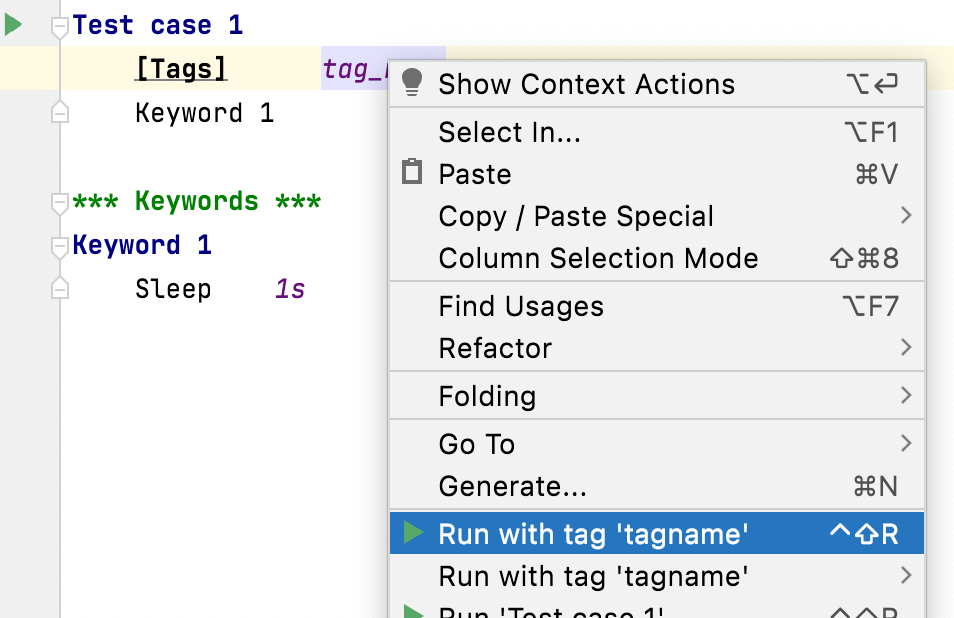 Test case 1
[Tags] tag_
Keyword 1
*** Keywords ***
Keyword 1
Sleep 1s
Show Context Actions ⌥↩
Select In... ⌥F1
Paste ⌘V
Copy / Paste Special
Column Selection Mode ⇧⌘8
Find Usages ⌥F7
Refactor
Folding
Go To
Generate... ⌘N
Run with tag 'tagname' ^⇧R
Run with tag 'tagname'
Run 'Test case 1' ^⇧R